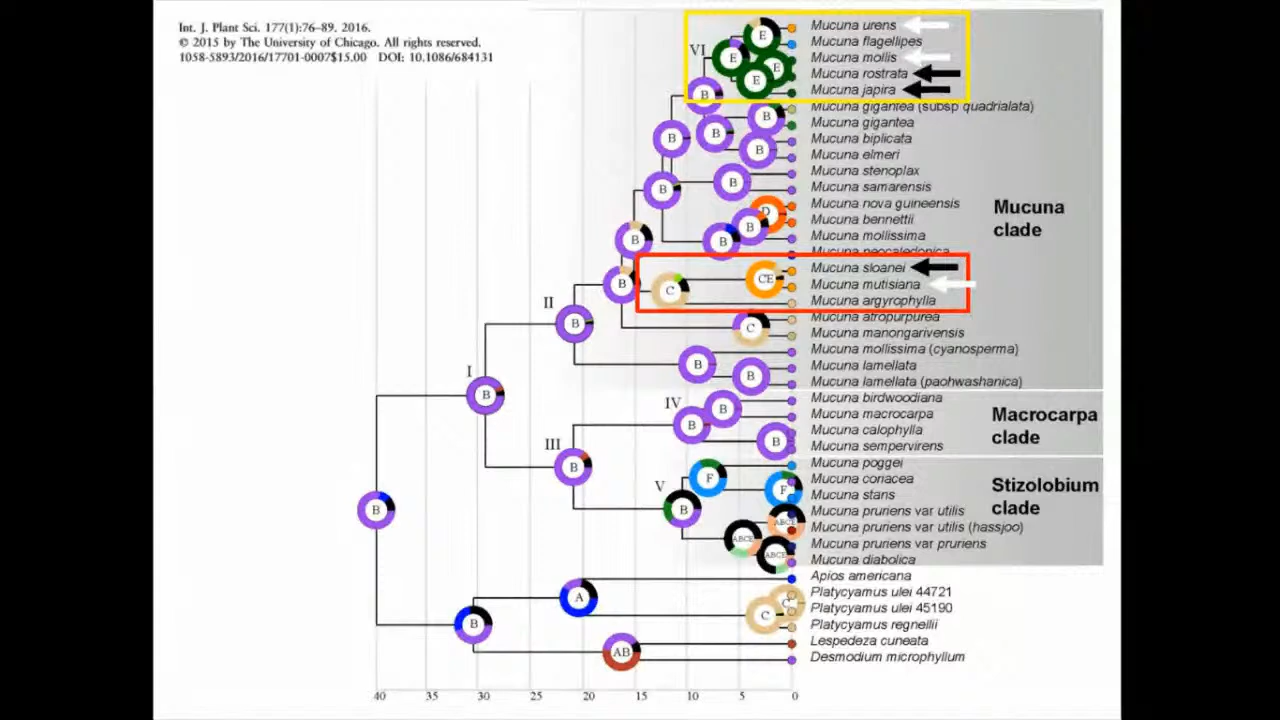 Int. J. Plant Sci. 177(1):76–89. 2016.
© 2015 by The University of Chicago. All rights reserved.
1058-5893/2016/17701-0007$15.00 DOI: 10.1086/684131
Mucuna urens
Mucuna flagellipes
Mucuna mollis
Mucuna rostrata
Mucuna japira
Mucuna gigantea (subsp quadrialata)
Mucuna gigantea
Mucuna biplicata
Mucuna elmeri
Mucuna stenoplax
Mucuna samarensis
Mucuna nova guineensis
Mucuna bennettii
Mucuna mollissima
Mucuna neocaledonica
Mucuna sloanei
Mucuna mutisiana
Mucuna argyrophylla
Mucuna atropurpurea
Mucuna manongarivensis
Mucuna mollissima (cyanosperma)
Mucuna lamellata
Mucuna lamellata (paohwashanica)
Mucuna birdwoodiana
Mucuna macrocarpa
Mucuna calophylla
Mucuna sempervirens
Mucuna poggei
Mucuna coriacea
Mucuna stans
Mucuna pruriens var utilis
Mucuna pruriens var utilis (hassjoo)
Mucuna pruriens var pruriens
Mucuna diabolica
Apios americana
Platycyamus ulei 44721
Platycyamus ulei 45190
Platycyamus regnellii
Lespedeza cuneata
Desmodium microphyllum
Mucuna
clade
Macrocarpa
clade
Stizolobium
clade
VI
II
I
IV
III
V
E
E
E
E
B
B
B
B
B
B
B
D
B
B
B
B
CE
C
B
C
B
B
B
B
B
B
B
B
F
F
B
ABCE
ABCE
ABCE
B
B
A
C
C
B
AB
40 35 30 25 20 15 10 5 0